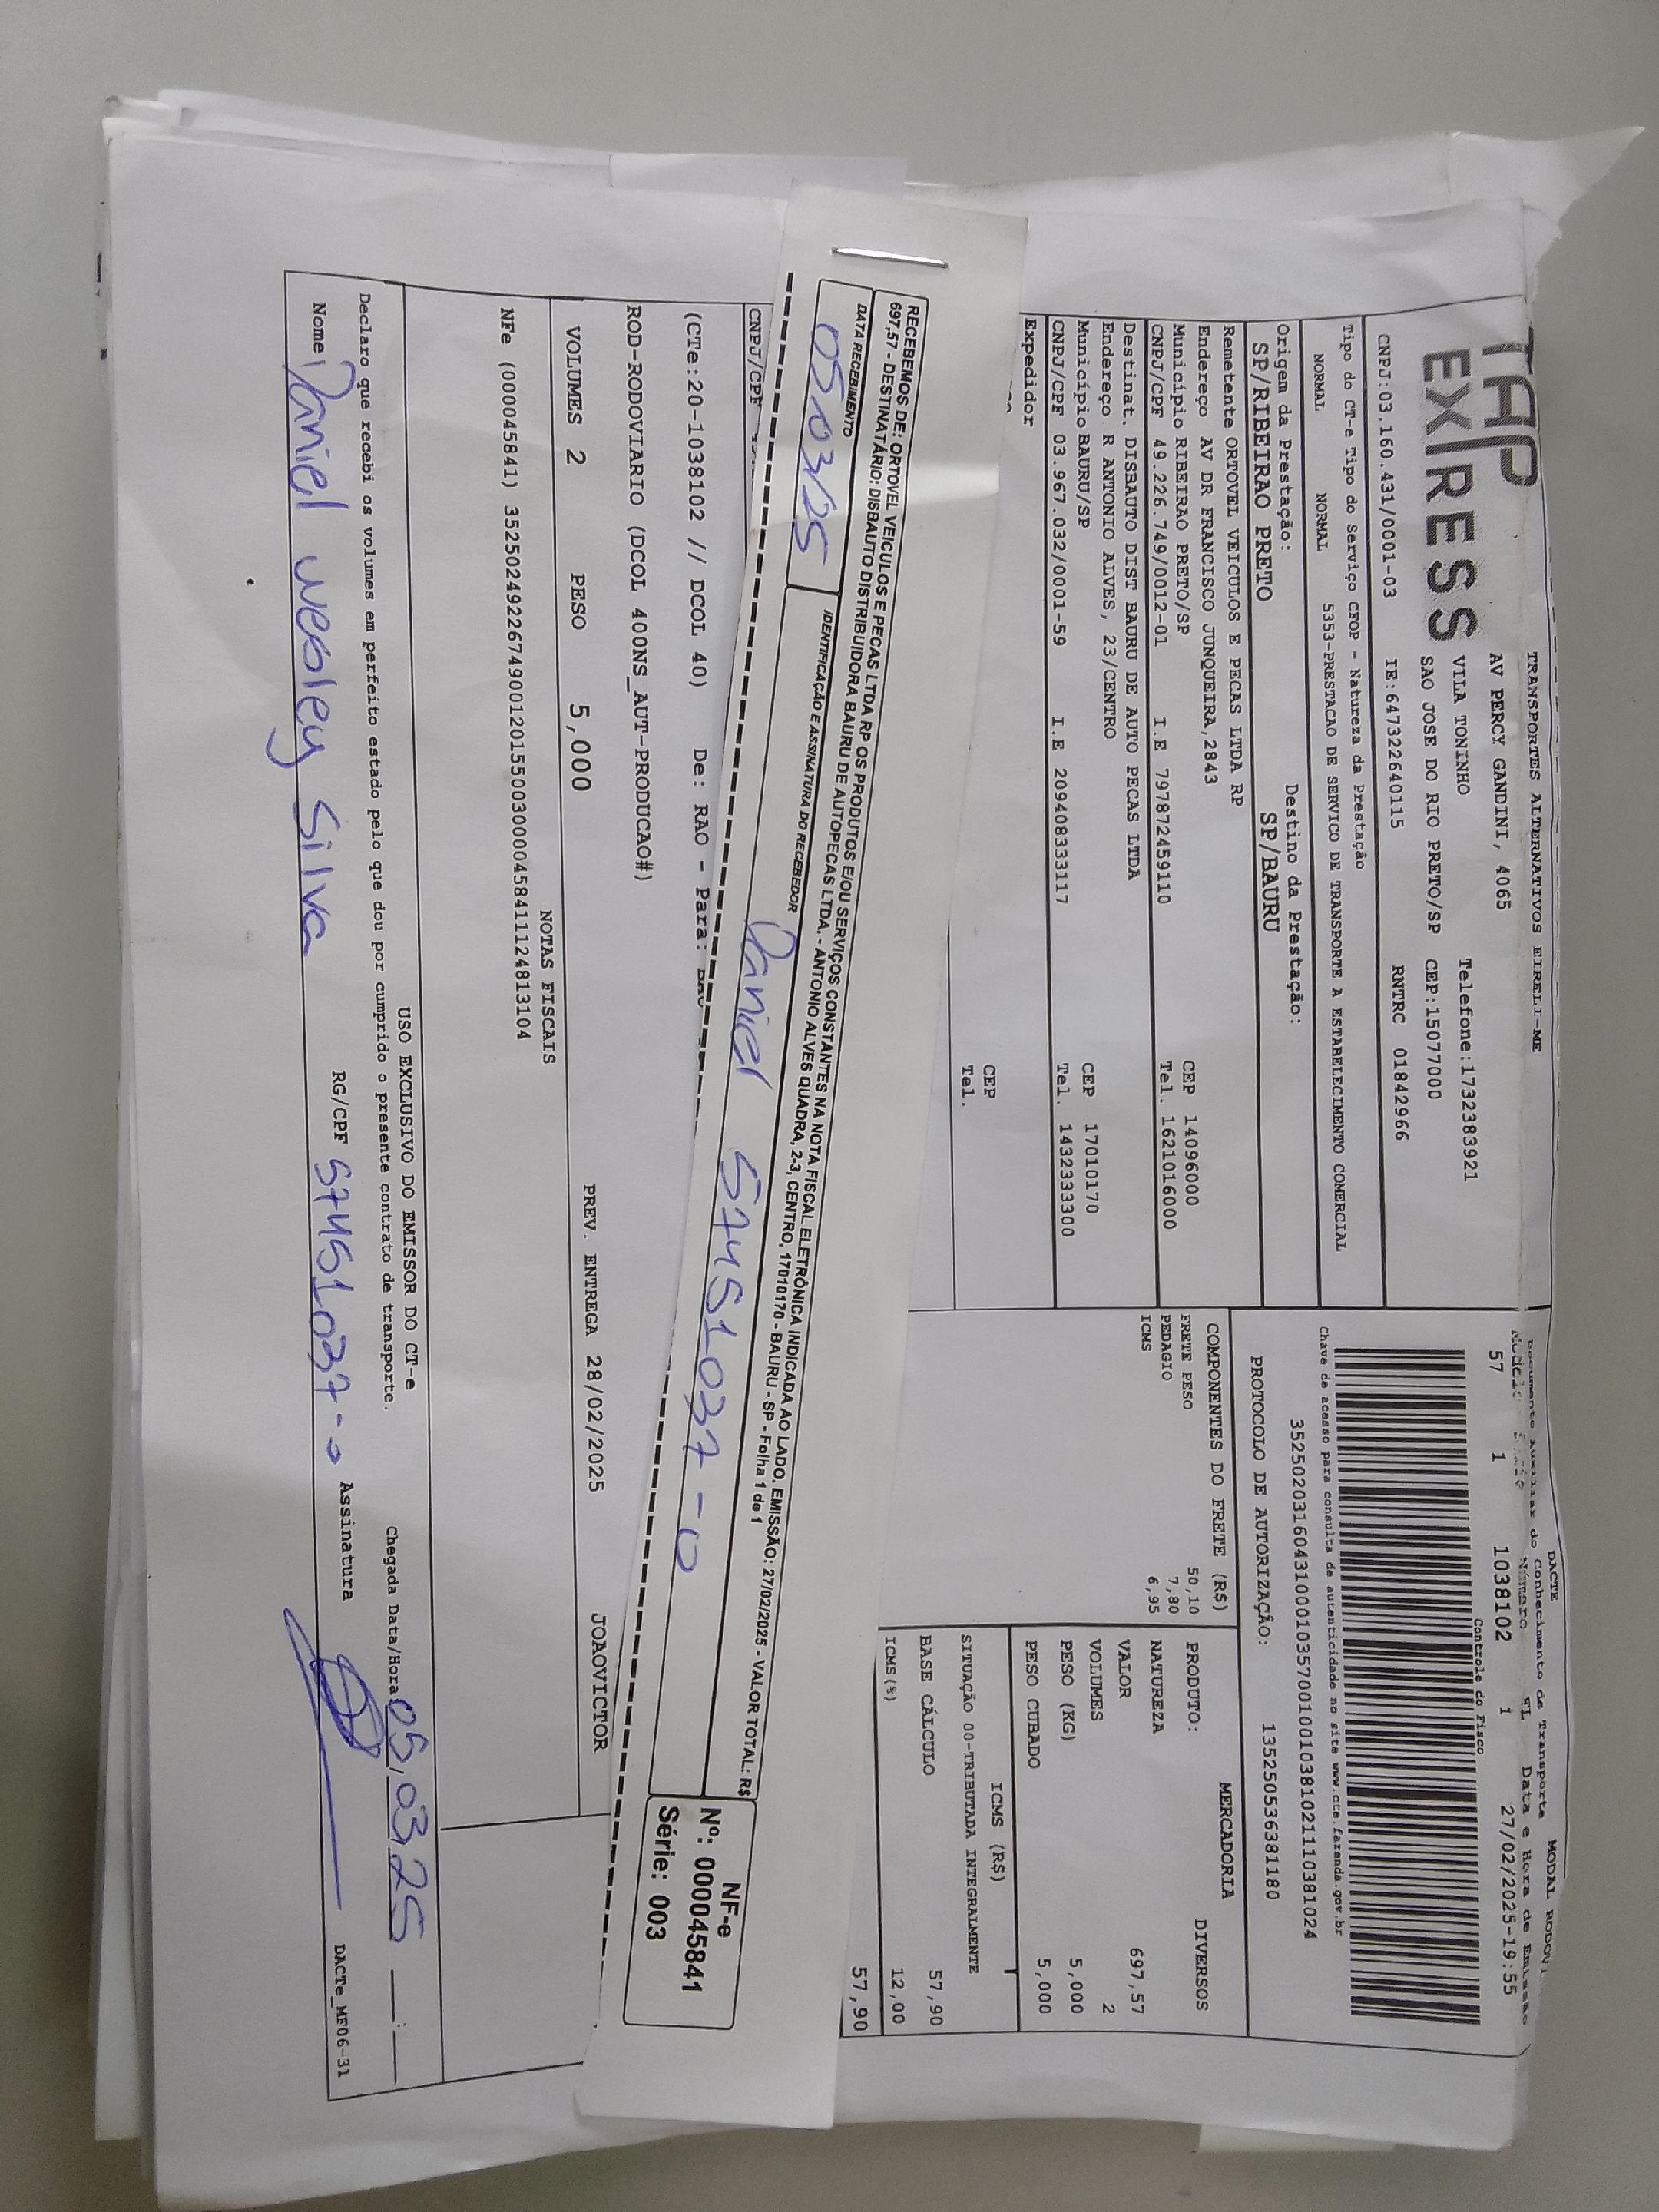 TAP EXPRESS
TRANSPORTES ALTERNATIVOS EIRELI-ME
AV PERCY GANDINI, 4065
VILA TONINHO Telefone:1732383921
SAO JOSE DO RIO PRETO/SP CEP:15077000
CNPJ:03.160.431/0001-03 IE:647322640115 RNTRC 01842966
Tipo do CT-e Tipo do Serviço CFOP - Natureza da Prestação
NORMAL NORMAL 5353-PRESTACAO DE SERVICO DE TRANSPORTE A ESTABELECIMENTO COMERCIAL
Origem da Prestação: Destino da Prestação:
SP/RIBEIRAO PRETO SP/BAURU
Remetente ORTOVEL VEICULOS E PECAS LTDA RP
Endereço AV DR FRANCISCO JUNQUEIRA,2843
Município RIBEIRAO PRETO/SP CEP 14096000
CNPJ/CPF 49.226.749/0012-01 I.E 797872459110 Tel. 1621016000
Destinat. DISBAUTO DIST BAURU DE AUTO PECAS LTDA
Endereço R ANTONIO ALVES, 23/CENTRO
Município BAURU/SP CEP 17010170
CNPJ/CPF 03.967.032/0001-59 I.E 209408333117 Tel. 1432333300
Expedidor
CEP
Tel.
DACTE MODAL
Documento Auxiliar do Conhecimento de Transporte
Modelo Série Número FL Data e Hora de Emissão
57 1 1038102 1 27/02/2025-19:55
Controle do Fisco
Chave de acesso para consulta de autenticidade no site www.cte.fazenda.gov.br
35250203160431000103570010010381021110381024
PROTOCOLO DE AUTORIZAÇÃO: 135250536381180
COMPONENTES DO FRETE (R$)
FRETE PESO 50,10
PEDAGIO 7,80
ICMS 6,95
MERCADORIA
PRODUTO: DIVERSOS
NATUREZA
VALOR 697,57
VOLUMES 2
PESO (KG) 5,000
PESO CUBADO 5,000
ICMS (R$)
SITUAÇÃO 00-TRIBUTADA INTEGRALMENTE
BASE CÁLCULO 57,90
ICMS(%) 12,00
57,90
RECEBEMOS DE: ORTOVEL VEICULOS E PECAS LTDA RP OS PRODUTOS E/OU SERVIÇOS CONSTANTES NA NOTA FISCAL ELETRÔNICA INDICADA AO LADO. EMISSÃO: 27/02/2025 - VALOR TOTAL: R$
697,57 - DESTINATÁRIO: DISBAUTO DISTRIBUIDORA BAURU DE AUTOPECAS LTDA. - ANTONIO ALVES QUADRA, 2-3, CENTRO, 17010170 - BAURU - SP - Folha 1 de 1
DATA RECEBIMENTO IDENTIFICAÇÃO E ASSINATURA DO RECEBEDOR
05/03/25 Daniel 57451037-0
NF-e
Nº: 000045841
Série: 003
CNPJ/CPF
(CTe:20-1038102 // DCOL 40) De: RAO - Para:
ROD-RODOVIARIO (DCOL 400NS_AUT-PRODUCAO#)
VOLUMES 2 PESO 5,000 PREV. ENTREGA 28/02/2025 JOAOVICTOR
NOTAS FISCAIS
NFe (000045841) 35250249226749001201550030000458411124813104
USO EXCLUSIVO DO EMISSOR DO CT-e
Declaro que recebi os volumes em perfeito estado pelo que dou por cumprido o presente contrato de transporte. Chegada Data/Hora 05/03/25 __:__
Nome Daniel Wesley Silva RG/CPF 57451037-0 Assinatura
DACTe_MF06-31